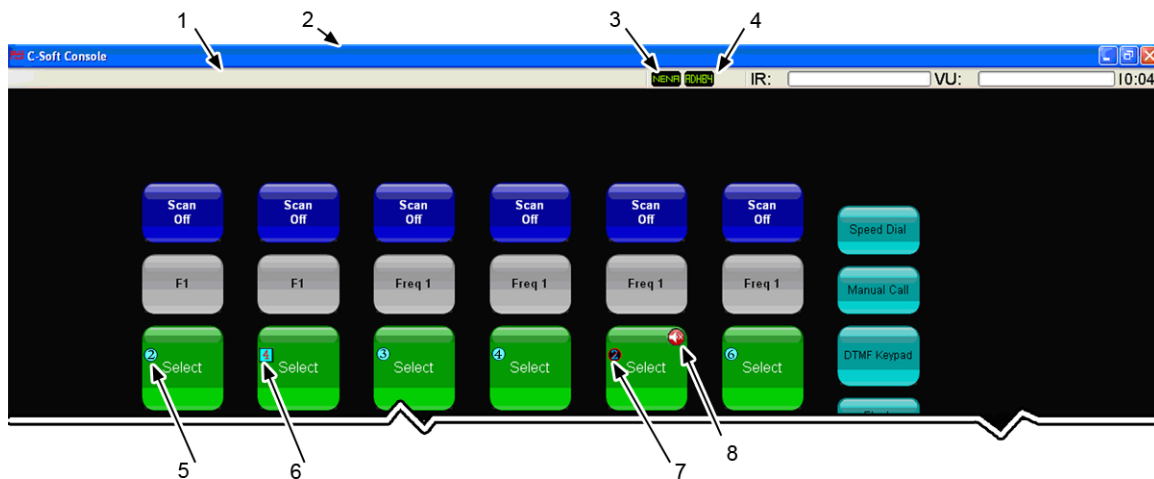 1 2 3 4
C-Soft Console
NENA ADHB4 IR: VU: 10:04
Scan Off Scan Off Scan Off Scan Off Scan Off Scan Off
Speed Dial
F1 F1 Freq 1 Freq 1 Freq 1 Freq 1
Manual Call
2 Select 4 Select 3 Select 4 Select 2 Select 6 Select
DTMF Keypad
5 6 7 8